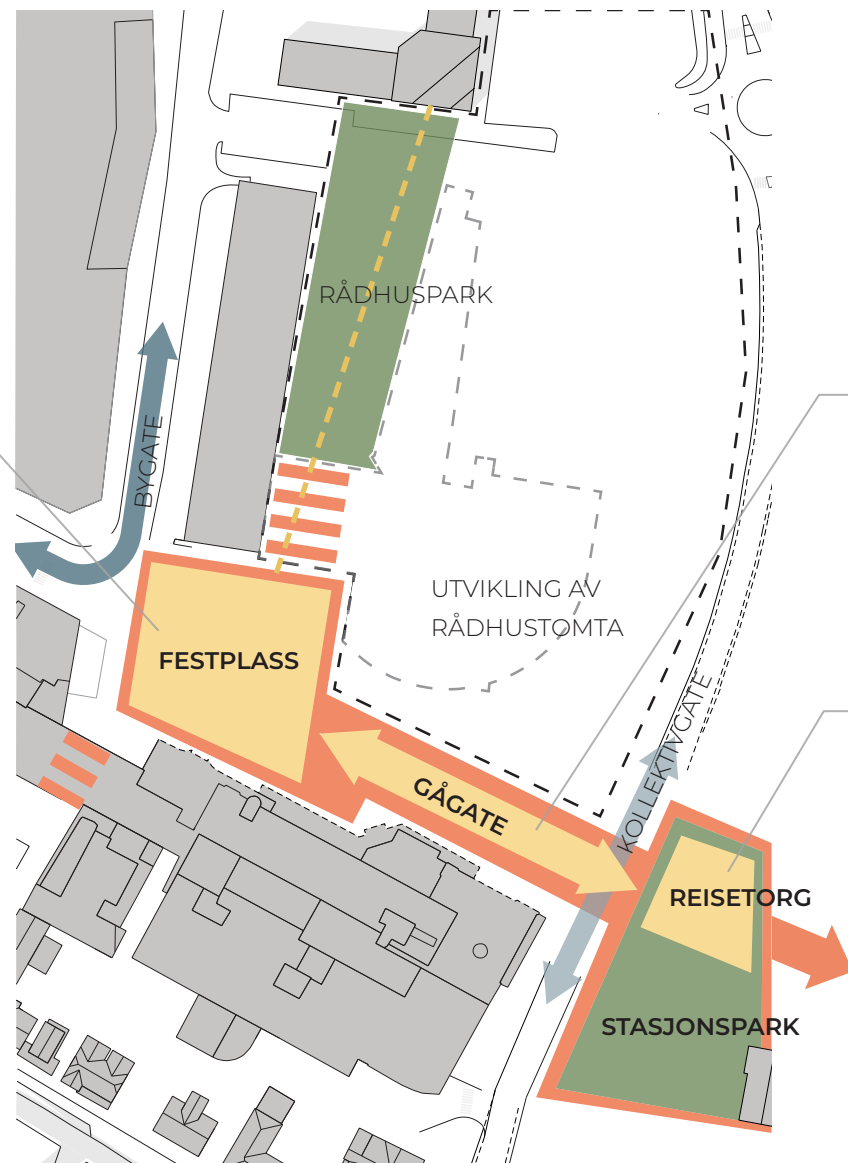 RÅDHUSPARK
BYGATE
UTVIKLING AV
RÅDHUSTOMTA
FESTPLASS
KOLLEKTIVGATE
GÅGATE
REISETORG
STASJONSPARK